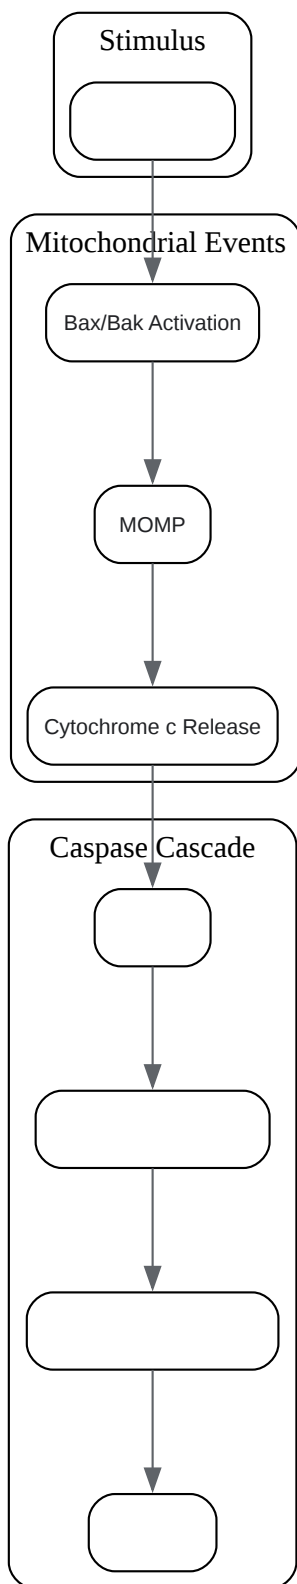 Stimulus
Mitochondrial Events
Bax/Bak Activation
MOMP
Cytochrome c Release
Caspase Cascade